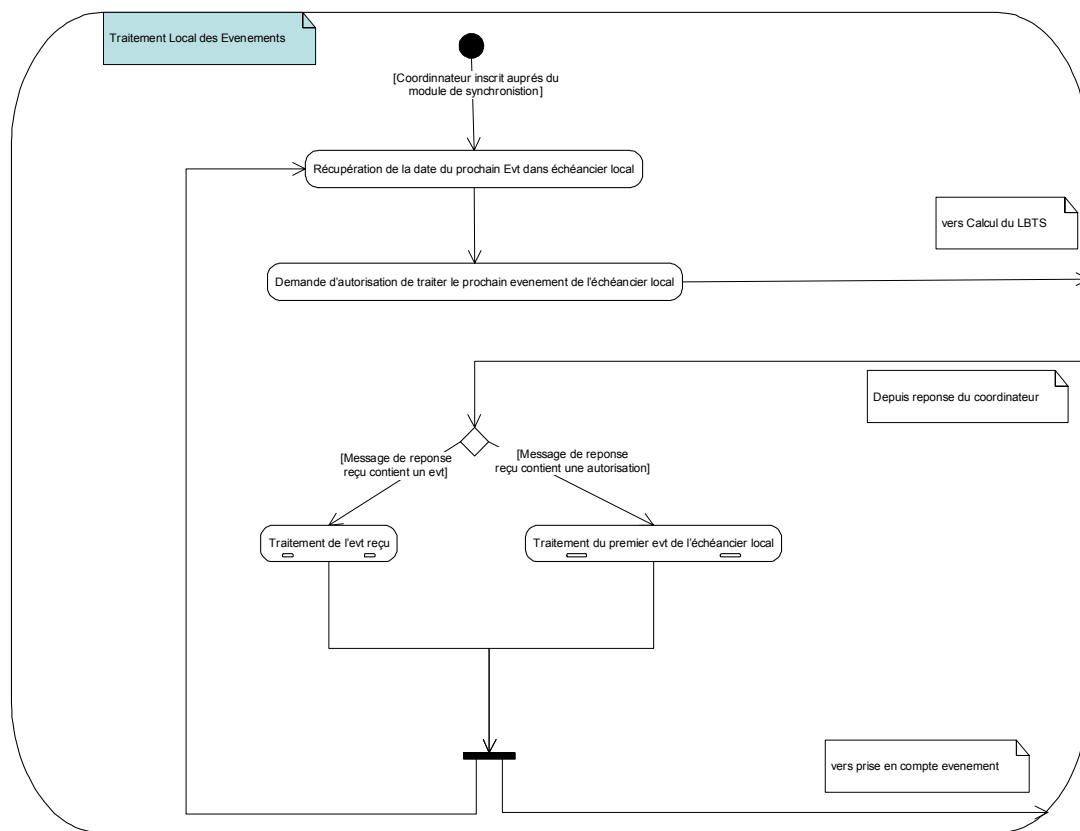 Traitement Local des Evenements
[Coordinnateur inscrit auprés du
module de synchronistion]
Récupération de la date du prochain Evt dans échéancier local
vers Calcul du LBTS
Demande d'autorisation de traiter le prochain evenement de l'échéancier local
Depuis reponse du coordinateur
[Message de reponse
reçu contient un evt]
[Message de reponse
reçu contient une autorisation]
Traitement de l'evt reçu
Traitement du premier evt de l'échéancier local
vers prise en compte evenement